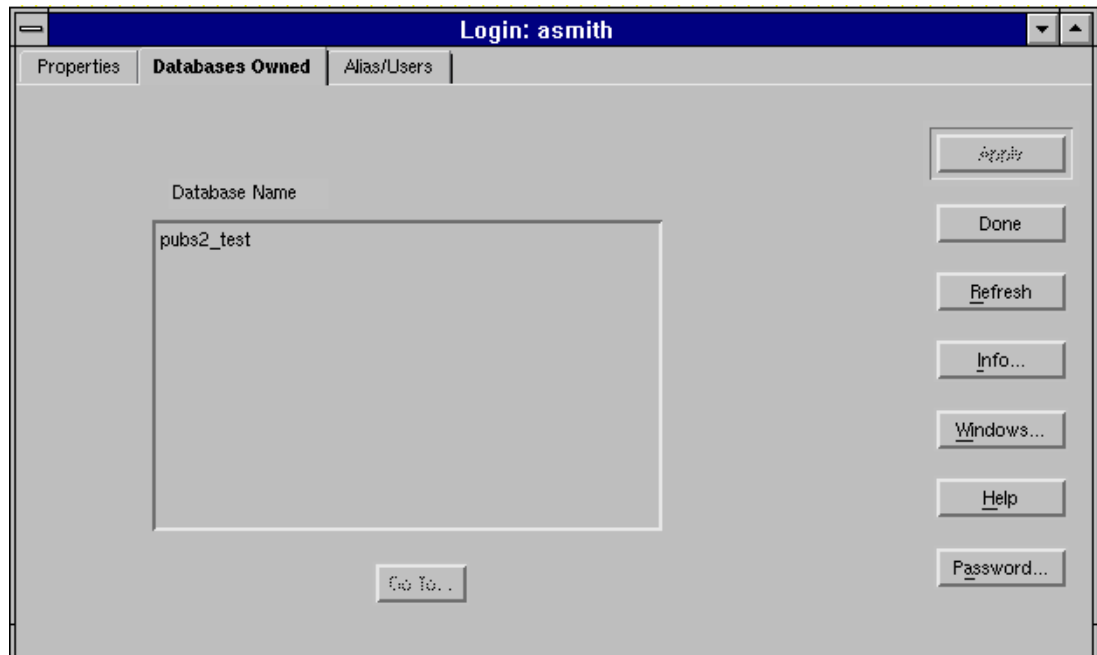 Login: asmith
Properties Databases Owned Alias/Users
Apply
Database Name
Done
pubs2_test
Refresh
Info...
Windows...
Help
Password...
Go To...